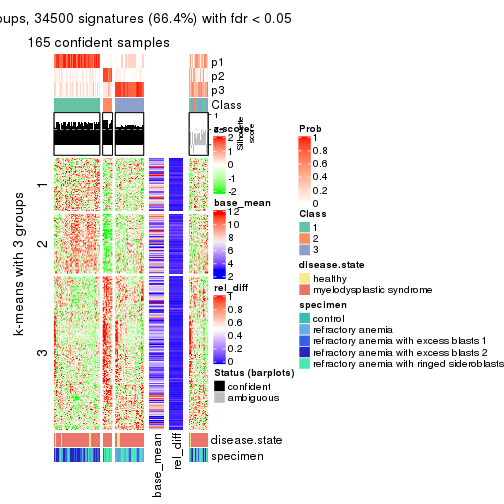 oups, 34500 signatures (66.4%) with fdr < 0.05
165 confident samples
p1
p2
p3
Class
1
Silhouette
score
z-score
2
1
0
-1
-2
base_mean
12
10
8
6
4
2
rel_diff
1
0.8
0.6
0.4
0.2
0
Status (barplots)
confident
ambiguous
Prob
1
0.8
0.6
0.4
0.2
0
Class
1
2
3
disease.state
healthy
myelodysplastic syndrome
specimen
control
refractory anemia
refractory anemia with excess blasts 1
refractory anemia with excess blasts 2
refractory anemia with ringed sideroblasts
k-means with 3 groups
1
2
3
disease.state
specimen
base_mean
rel_diff